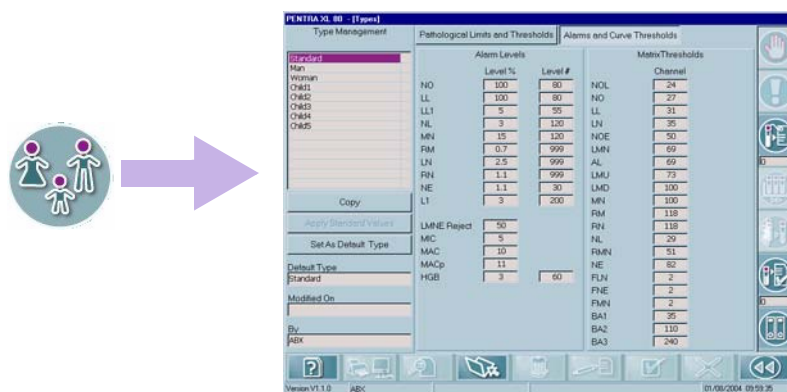 PENTRA XL 80 - [Types]
Type Management
Pathological Limits and Thresholds
Alarms and Curve Thresholds
Standard
Man
Woman
Child1
Child2
Child3
Child4
Child5
Copy
Apply Standard Values
Set As Default Type
Default Type
Standard
Modified On
By
ABX
Alarm Levels
Level % Level #
NO 100 80
LL 100 80
LL1 5 55
NL 3 120
MN 15 120
RM 0.7 999
LN 2.5 999
RN 1.1 999
NE 1.1 30
L1 3 200
LMNE Reject 50
MIC 5
MAC 10
MACp 11
HGB 3 60
MatrixThresholds
Channel
NOL 24
NO 27
LL 31
LN 35
NOE 50
LMN 69
AL 69
LMU 73
LMD 100
MN 100
RM 118
RN 118
NL 29
RMN 51
NE 82
FLN 2
FNE 2
FMN 2
BA1 35
BA2 110
BA3 240
0
0
Version V1.1.0 ABX 01/08/2004 09:59:35